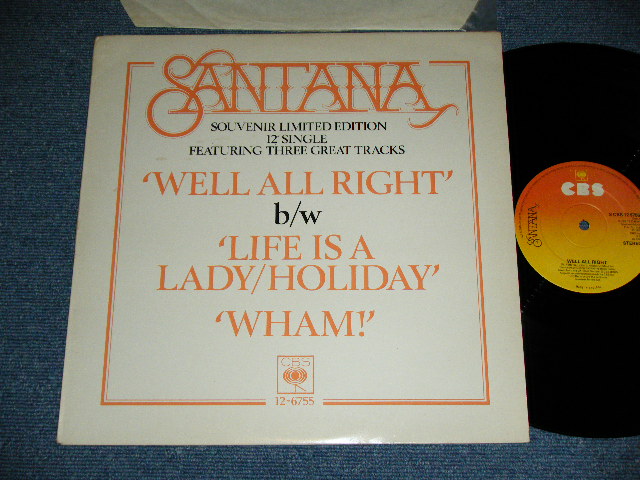 SANTANA
SOUVENIR LIMITED EDITION
12" SINGLE
FEATURING THREE GREAT TRACKS
'WELL ALL RIGHT'
b/w
'LIFE IS A
LADY/HOLIDAY'
'WHAM!'
CBS
12-6755
CBS
SANTANA
STEREO
WELL ALL RIGHT